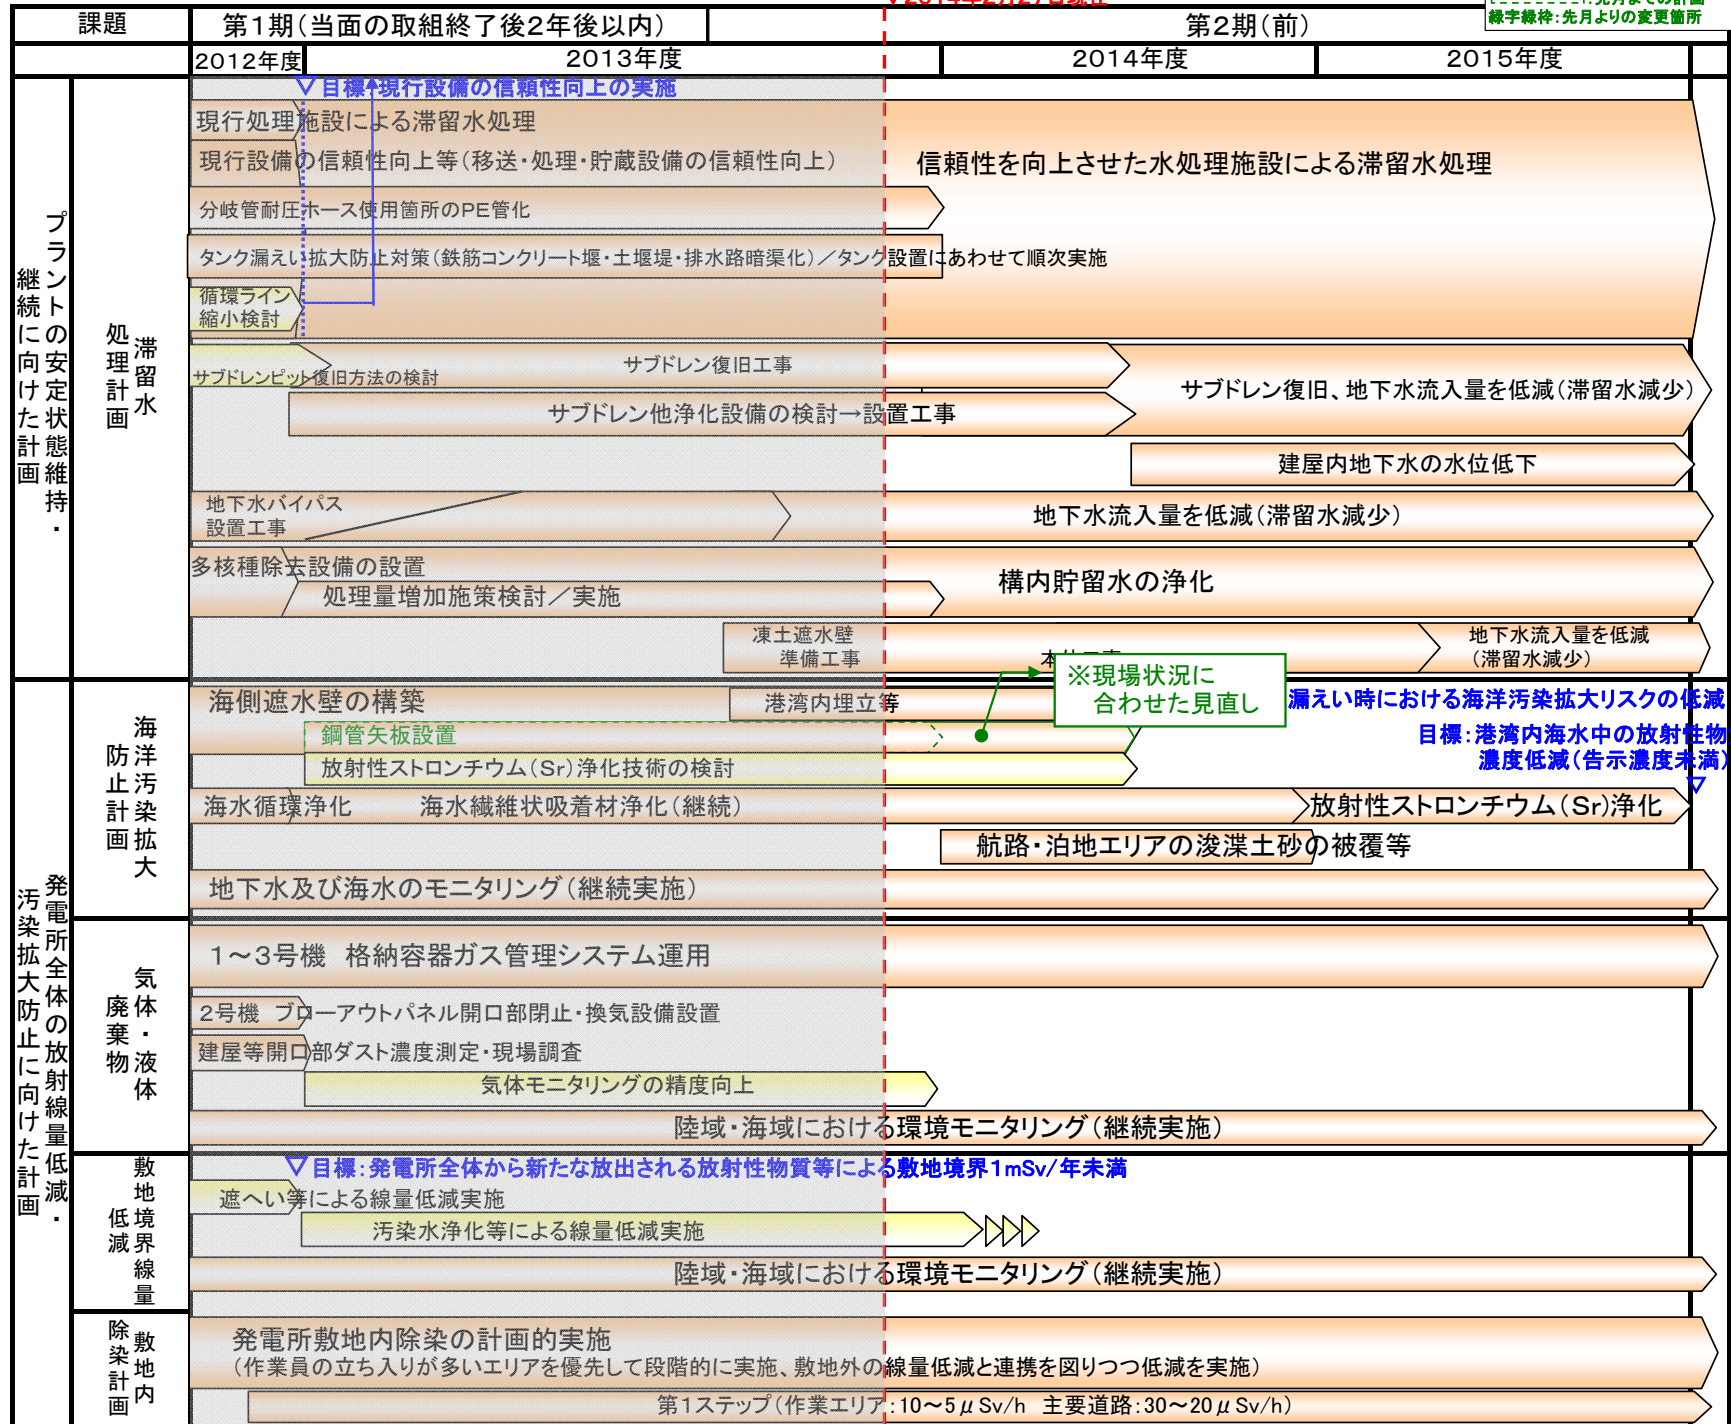 ▽2014年2月27日現在
：先月までの計画
緑字緑枠：先月よりの変更箇所
課題
第1期（当面の取組終了後2年後以内）
第2期（前）
2012年度
2013年度
2014年度
2015年度
プラントの安定状態維持・
継続に向けた計画
滞留水
処理計画
▽目標：現行設備の信頼性向上の実施
現行処理施設による滞留水処理
現行設備の信頼性向上等（移送・処理・貯蔵設備の信頼性向上）
信頼性を向上させた水処理施設による滞留水処理
分岐管耐圧ホース使用箇所のPE管化
タンク漏えい拡大防止対策（鉄筋コンクリート堰・土堰堤・排水路暗渠化）／タンク設置にあわせて順次実施
循環ライン
縮小検討
サブドレン復旧工事
サブドレンピット復旧方法の検討
サブドレン復旧、地下水流入量を低減（滞留水減少）
サブドレン他浄化設備の検討→設置工事
建屋内地下水の水位低下
地下水バイパス
設置工事
地下水流入量を低減（滞留水減少）
多核種除去設備の設置
構内貯留水の浄化
処理量増加施策検討／実施
凍土遮水壁
準備工事
本体工事
地下水流入量を低減
（滞留水減少）
発電所全体の放射線量低減・
汚染拡大防止に向けた計画
海洋汚染拡大
防止計画
※現場状況に
合わせた見直し
海側遮水壁の構築
港湾内埋立等
漏えい時における海洋汚染拡大リスクの低減
鋼管矢板設置
目標：港湾内海水中の放射性物
濃度低減（告示濃度未満）
▽
放射性ストロンチウム（Sr）浄化技術の検討
海水循環浄化
海水繊維状吸着材浄化（継続）
放射性ストロンチウム（Sr）浄化
航路・泊地エリアの浚渫土砂の被覆等
地下水及び海水のモニタリング（継続実施）
気体・液体
廃棄物
1～3号機 格納容器ガス管理システム運用
2号機 ブローアウトパネル開口部閉止・換気設備設置
建屋等開口部ダスト濃度測定・現場調査
気体モニタリングの精度向上
陸域・海域における環境モニタリング（継続実施）
敷地境界線量
低減
▽目標：発電所全体から新たな放出される放射性物質等による敷地境界1mSv/年未満
遮へい等による線量低減実施
汚染水浄化等による線量低減実施
陸域・海域における環境モニタリング（継続実施）
敷地内
除染計画
発電所敷地内除染の計画的実施
（作業員の立ち入りが多いエリアを優先して段階的に実施、敷地外の線量低減と連携を図りつつ低減を実施）
第1ステップ（作業エリア：10～5μSv/h 主要道路：30～20μSv/h）